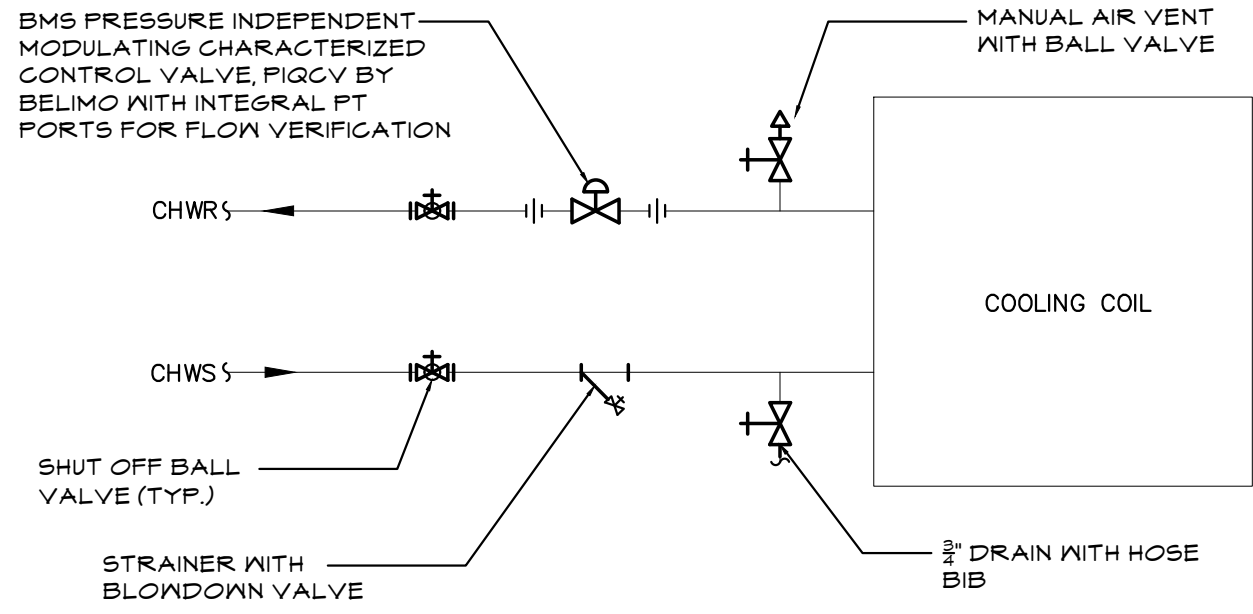 BMS PRESSURE INDEPENDENT
MODULATING CHARACTERIZED
CONTROL VALVE, PIQCV BY
BELIMO WITH INTEGRAL PT
PORTS FOR FLOW VERIFICATION
MANUAL AIR VENT
WITH BALL VALVE
CHWR
COOLING COIL
CHWS
SHUT OFF BALL
VALVE (TYP.)
STRAINER WITH
BLOWDOWN VALVE
3/4" DRAIN WITH HOSE
BIB